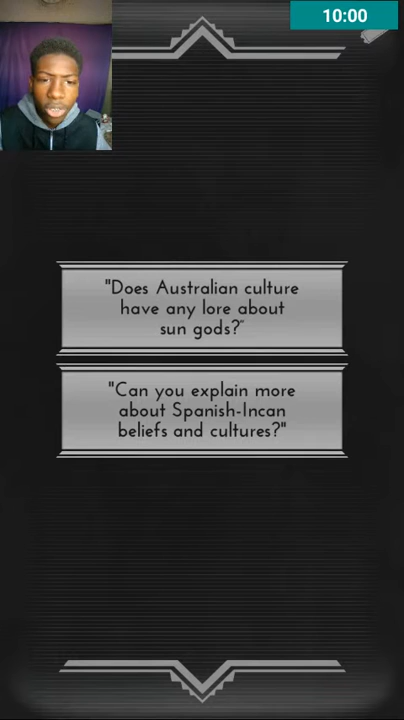 10:00
"Does Australian culture
have any lore about
sun gods?"
"Can you explain more
about Spanish-Incan
beliefs and cultures?"